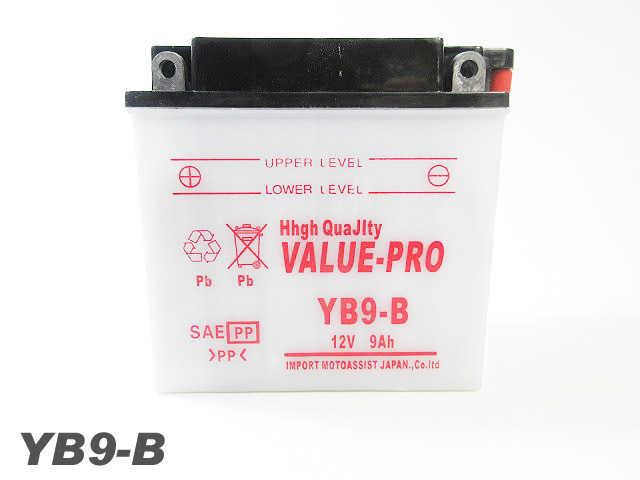 UPPER LEVEL
LOWER LEVEL
Hhgh QuaJlty
VALUE-PRO
Pb Pb
YB9-B
12V 9Ah
SAE PP
>PP<
IMPORT MOTOASSIST JAPAN.,Co.ltd
YB9-B